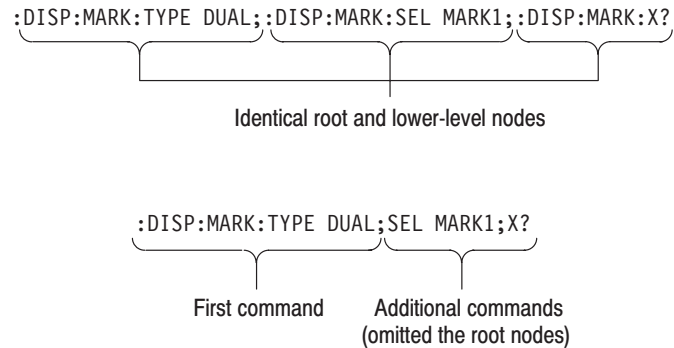 :DISP:MARK:TYPE DUAL;:DISP:MARK:SEL MARK1;:DISP:MARK:X?
Identical root and lower-level nodes
:DISP:MARK:TYPE DUAL;SEL MARK1;X?
First command
Additional commands
(omitted the root nodes)